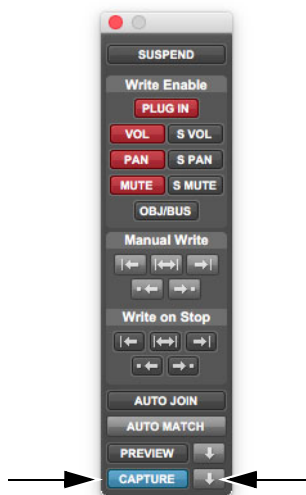 SUSPEND
Write Enable
PLUG IN
VOL S VOL
PAN S PAN
MUTE S MUTE
OBJ/BUS
Manual Write
Write on Stop
AUTO JOIN
AUTO MATCH
PREVIEW
CAPTURE